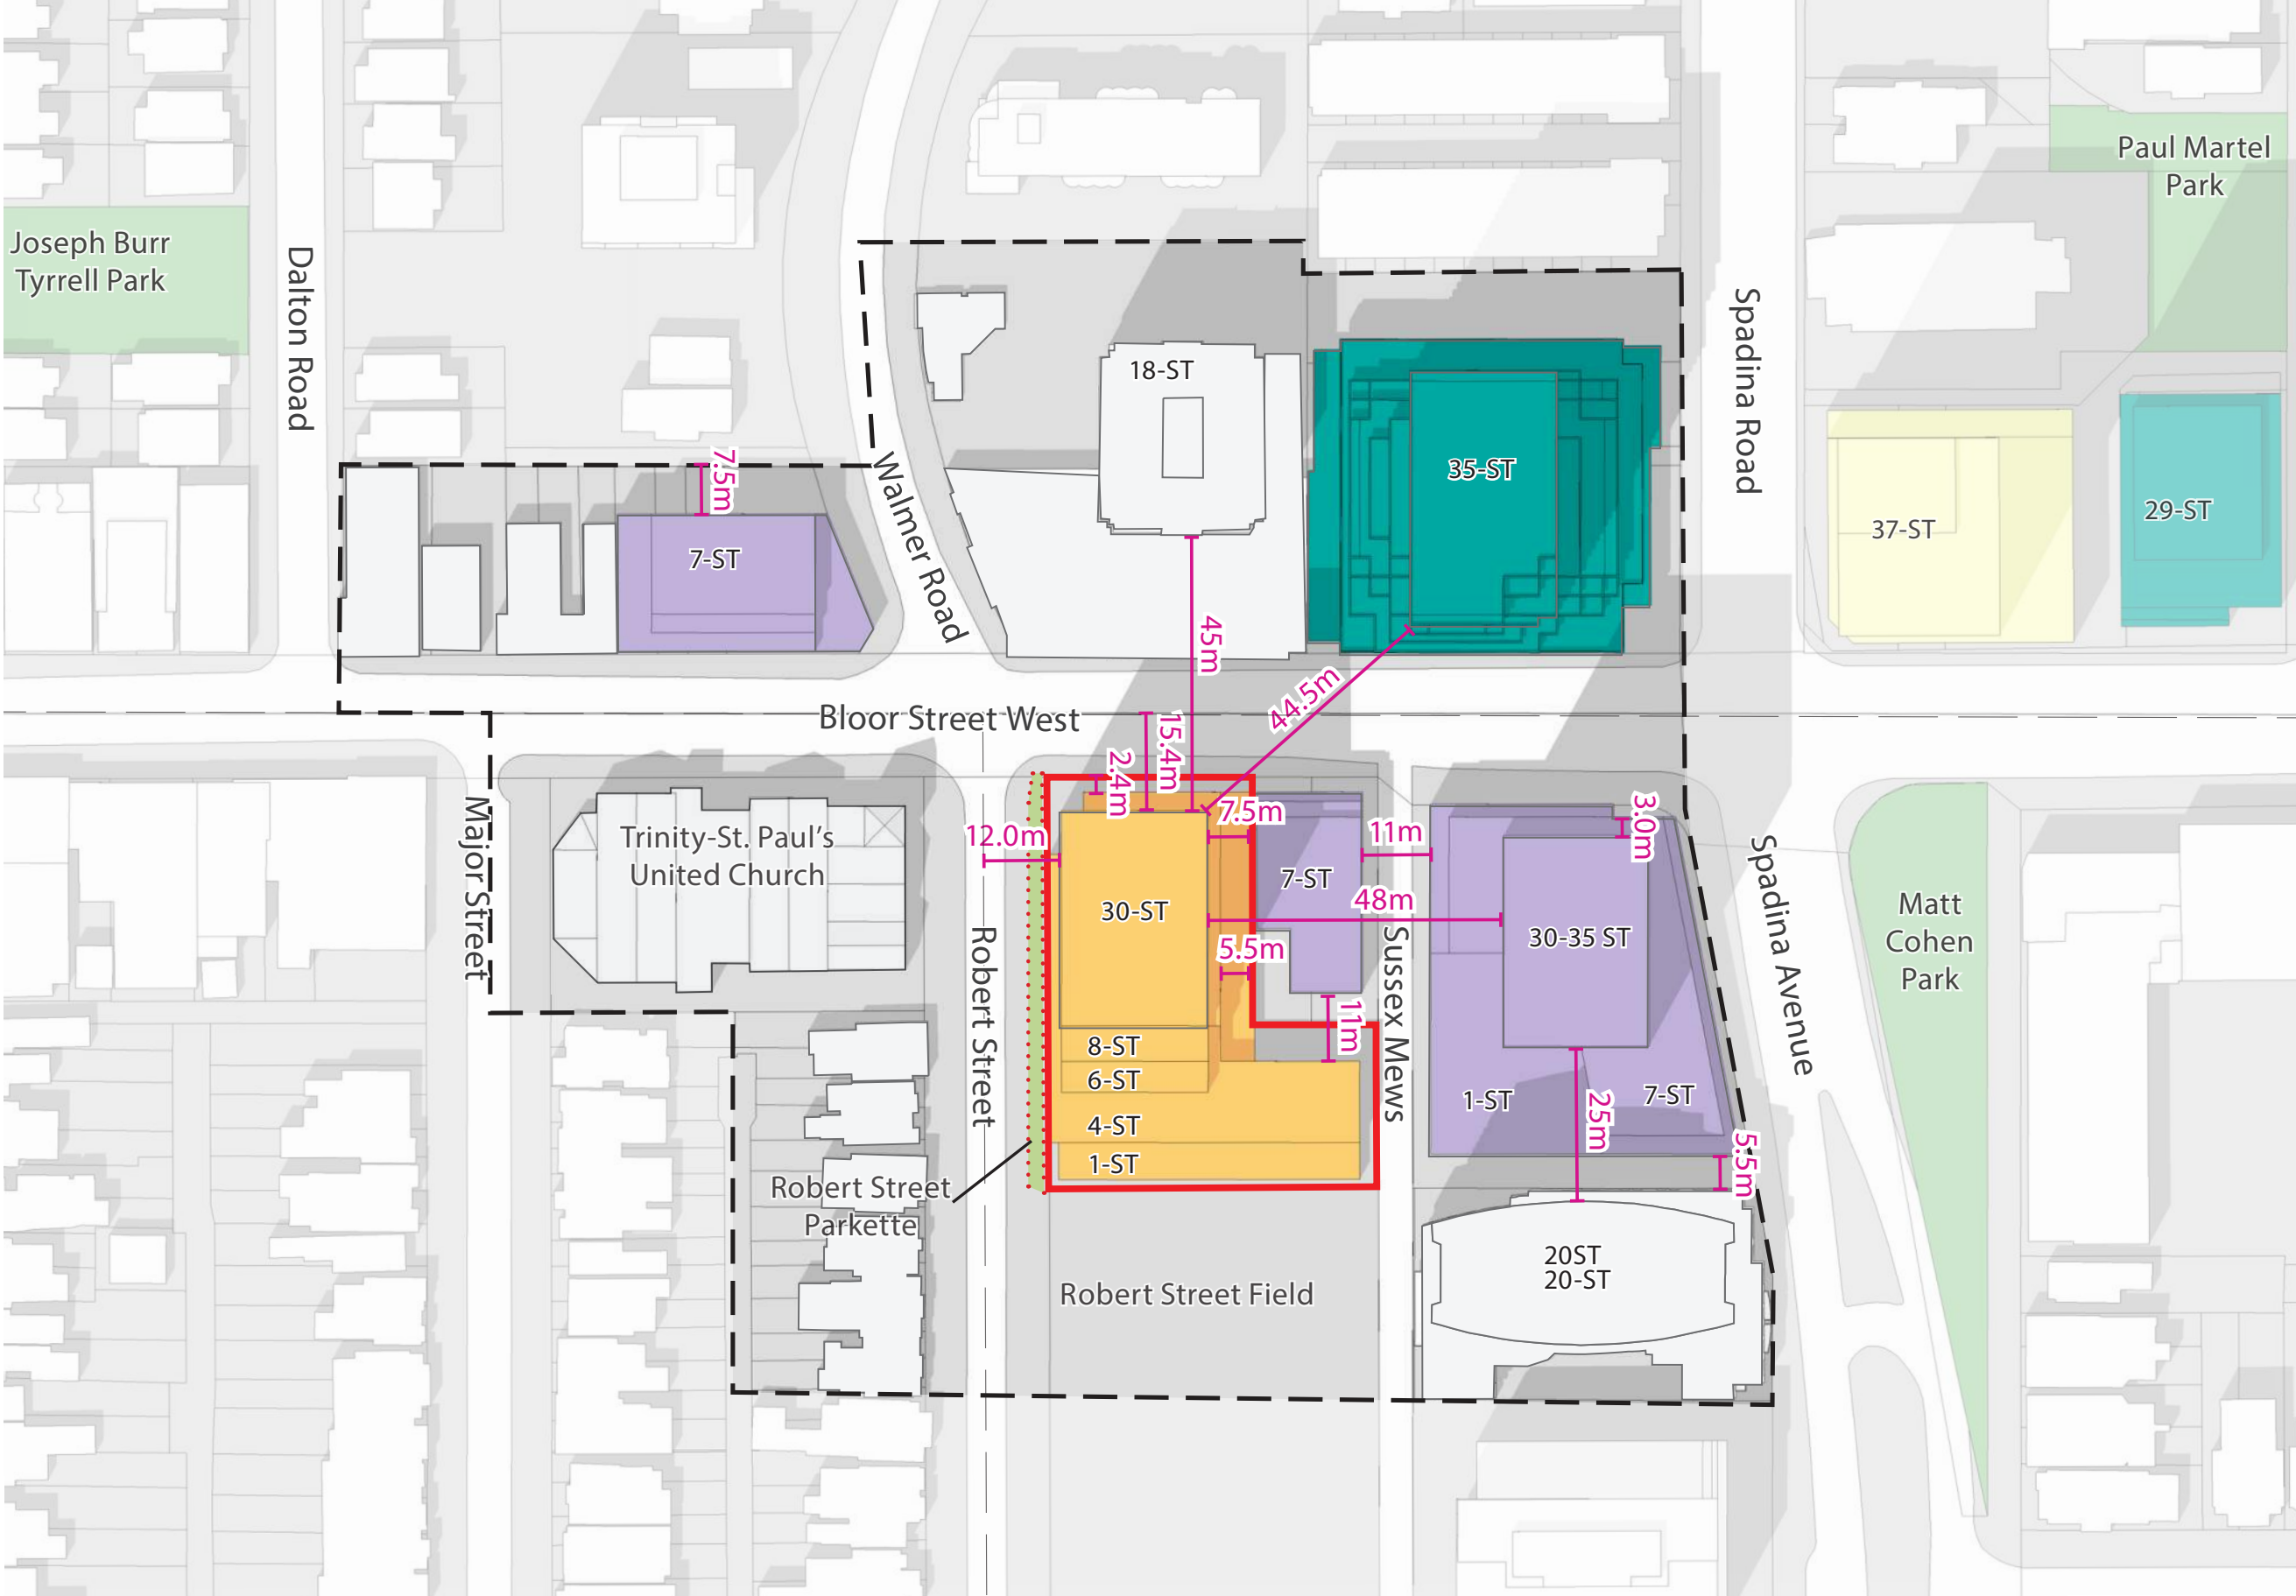 Paul Martel
Park
Joseph Burr
Tyrrell Park
Dalton Road
Spadina Road
18-ST
35-ST
7.5m
Walmer Road
7-ST
37-ST
29-ST
45m
44.5m
Bloor Street West
15.4m
2.4m
7.5m
3.0m
12.0m
11m
Major Street
Trinity-St. Paul's
United Church
7-ST
48m
30-ST
30-35 ST
Matt
Cohen
Park
Spadina Avenue
5.5m
Robert Street
Sussex Mews
11m
8-ST
6-ST
1-ST
7-ST
25m
4-ST
1-ST
5.5m
Robert Street
Parkette
20ST
20-ST
Robert Street Field